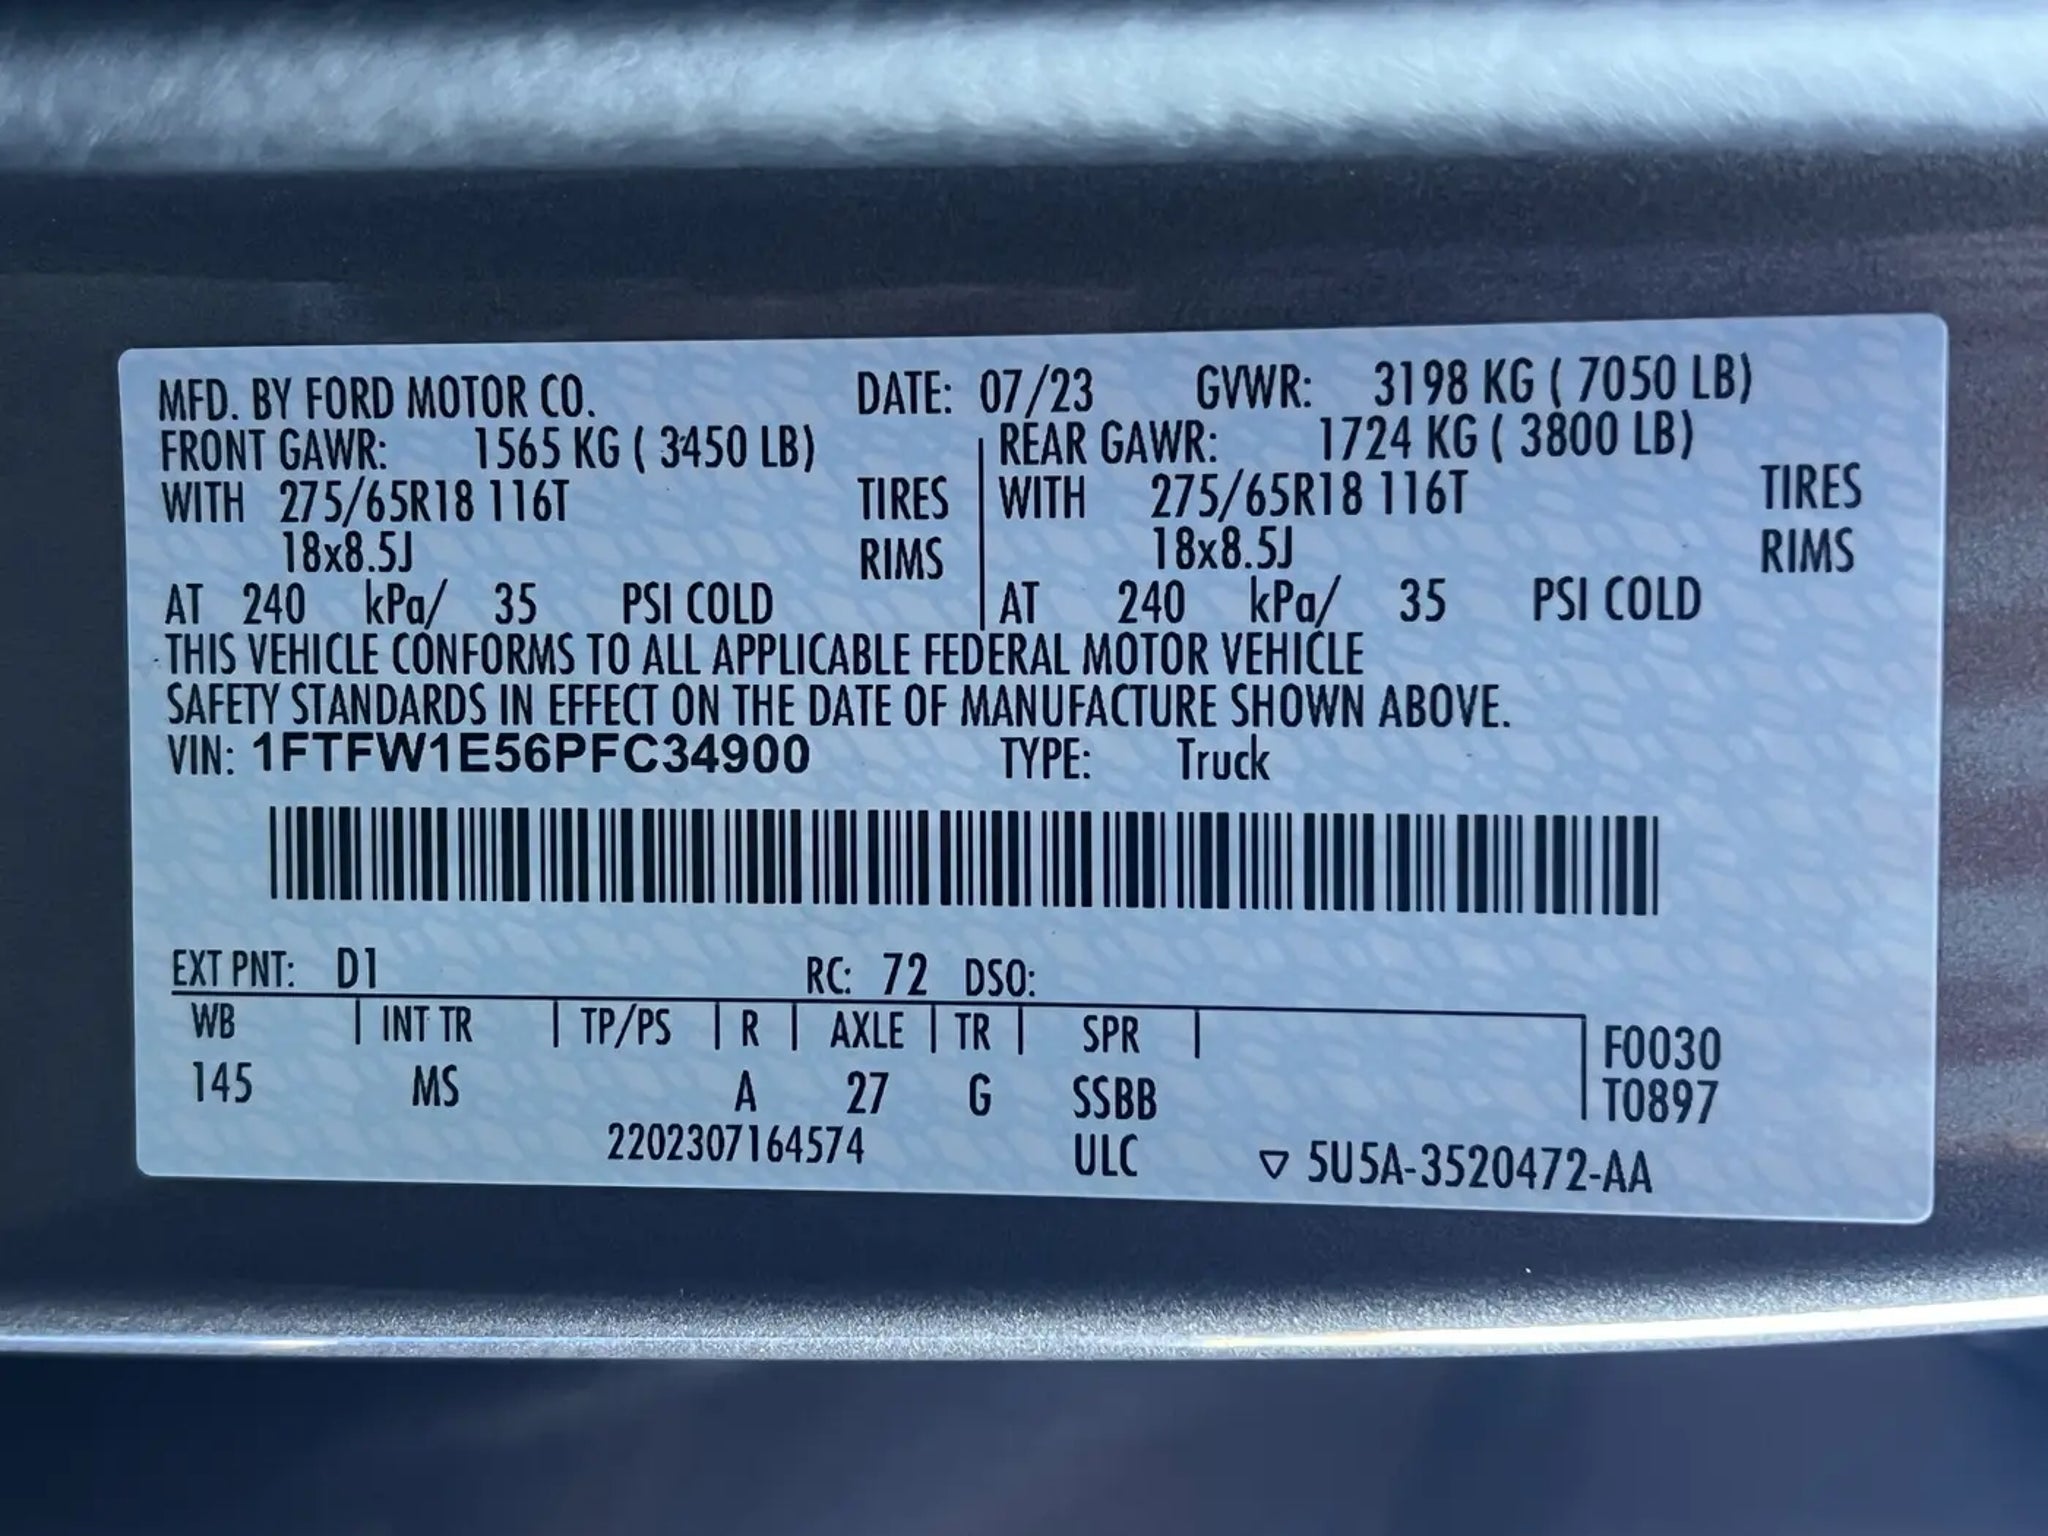 MFD. BY FORD MOTOR CO. DATE: 07/23 GVWR: 3198 KG ( 7050 LB)
FRONT GAWR: 1565 KG ( 3450 LB) REAR GAWR: 1724 KG ( 3800 LB)
WITH 275/65R18 116T TIRES WITH 275/65R18 116T TIRES
18x8.5J RIMS 18x8.5J RIMS
AT 240 kPa/ 35 PSI COLD AT 240 kPa/ 35 PSI COLD
THIS VEHICLE CONFORMS TO ALL APPLICABLE FEDERAL MOTOR VEHICLE
SAFETY STANDARDS IN EFFECT ON THE DATE OF MANUFACTURE SHOWN ABOVE.
VIN: 1FTFW1E56PFC34900 TYPE: Truck
EXT PNT: D1 RC: 72 DSO:
WB | INT TR | TP/PS | R | AXLE | TR | SPR | F0030
145 MS A 27 G SSBB T0897
2202307164574 ULC ▽ 5U5A-3520472-AA